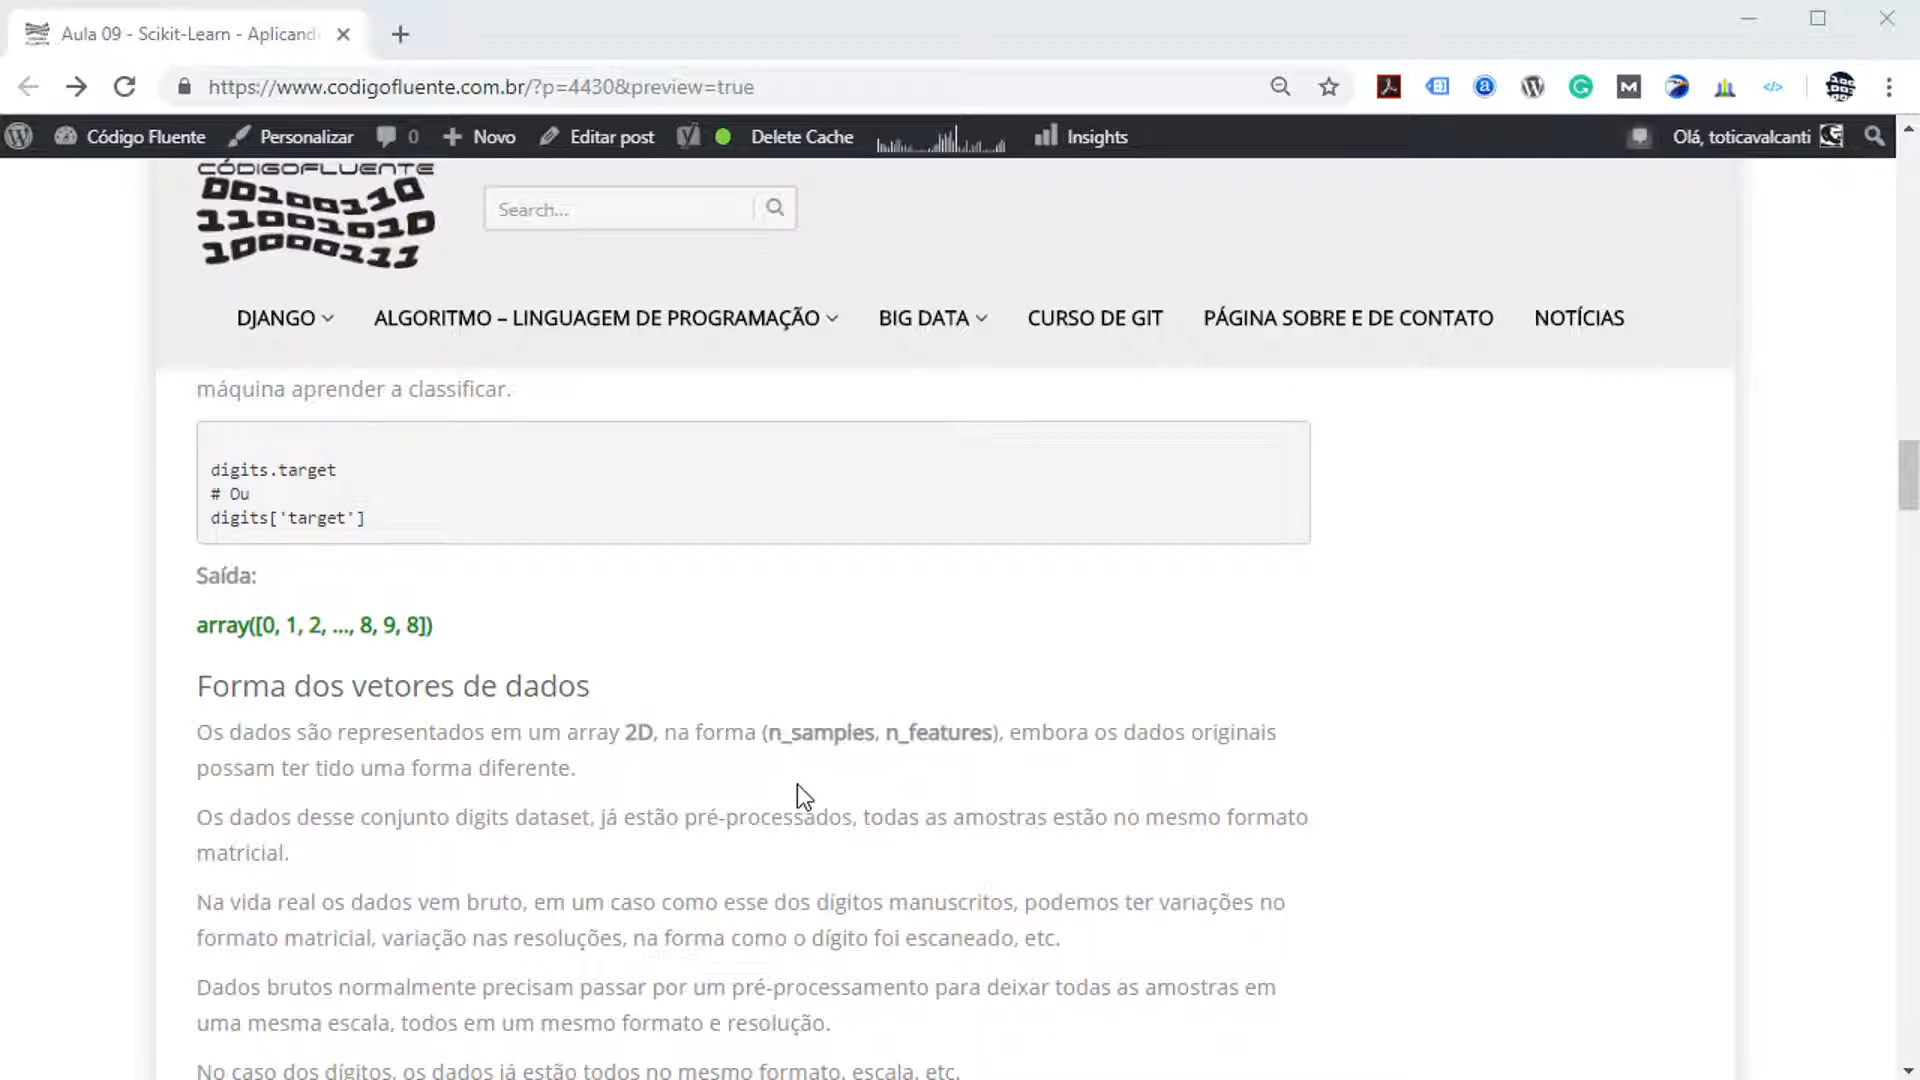 Aula 09 - Scikit-Learn - Aplicand
https://www.codigofluente.com.br/?p=4430&preview=true
Código Fluente
Personalizar
0
Novo
Editar post
Delete Cache
Insights
Olá, toticavalcanti
CÓDIGOFLUENTE
00100110
11001010
10000111
Search...
DJANGO
ALGORITMO – LINGUAGEM DE PROGRAMAÇÃO
BIG DATA
CURSO DE GIT
PÁGINA SOBRE E DE CONTATO
NOTÍCIAS
máquina aprender a classificar.
digits.target
# Ou
digits['target']
Saída:
array([0, 1, 2, ..., 8, 9, 8])
Forma dos vetores de dados
Os dados são representados em um array 2D, na forma (n_samples, n_features), embora os dados originais
possam ter tido uma forma diferente.
Os dados desse conjunto digits dataset, já estão pré-processados, todas as amostras estão no mesmo formato
matricial.
Na vida real os dados vem bruto, em um caso como esse dos dígitos manuscritos, podemos ter variações no
formato matricial, variação nas resoluções, na forma como o dígito foi escaneado, etc.
Dados brutos normalmente precisam passar por um pré-processamento para deixar todas as amostras em
uma mesma escala, todos em um mesmo formato e resolução.
No caso dos dígitos, os dados já estão todos no mesmo formato, escala, etc.